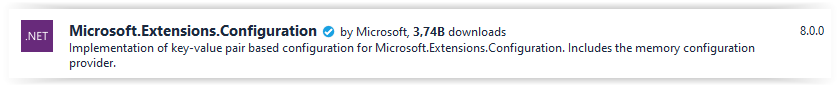 .NET
Microsoft.Extensions.Configuration by Microsoft, 3,74B downloads 8.0.0
Implementation of key-value pair based configuration for Microsoft.Extensions.Configuration. Includes the memory configuration
provider.